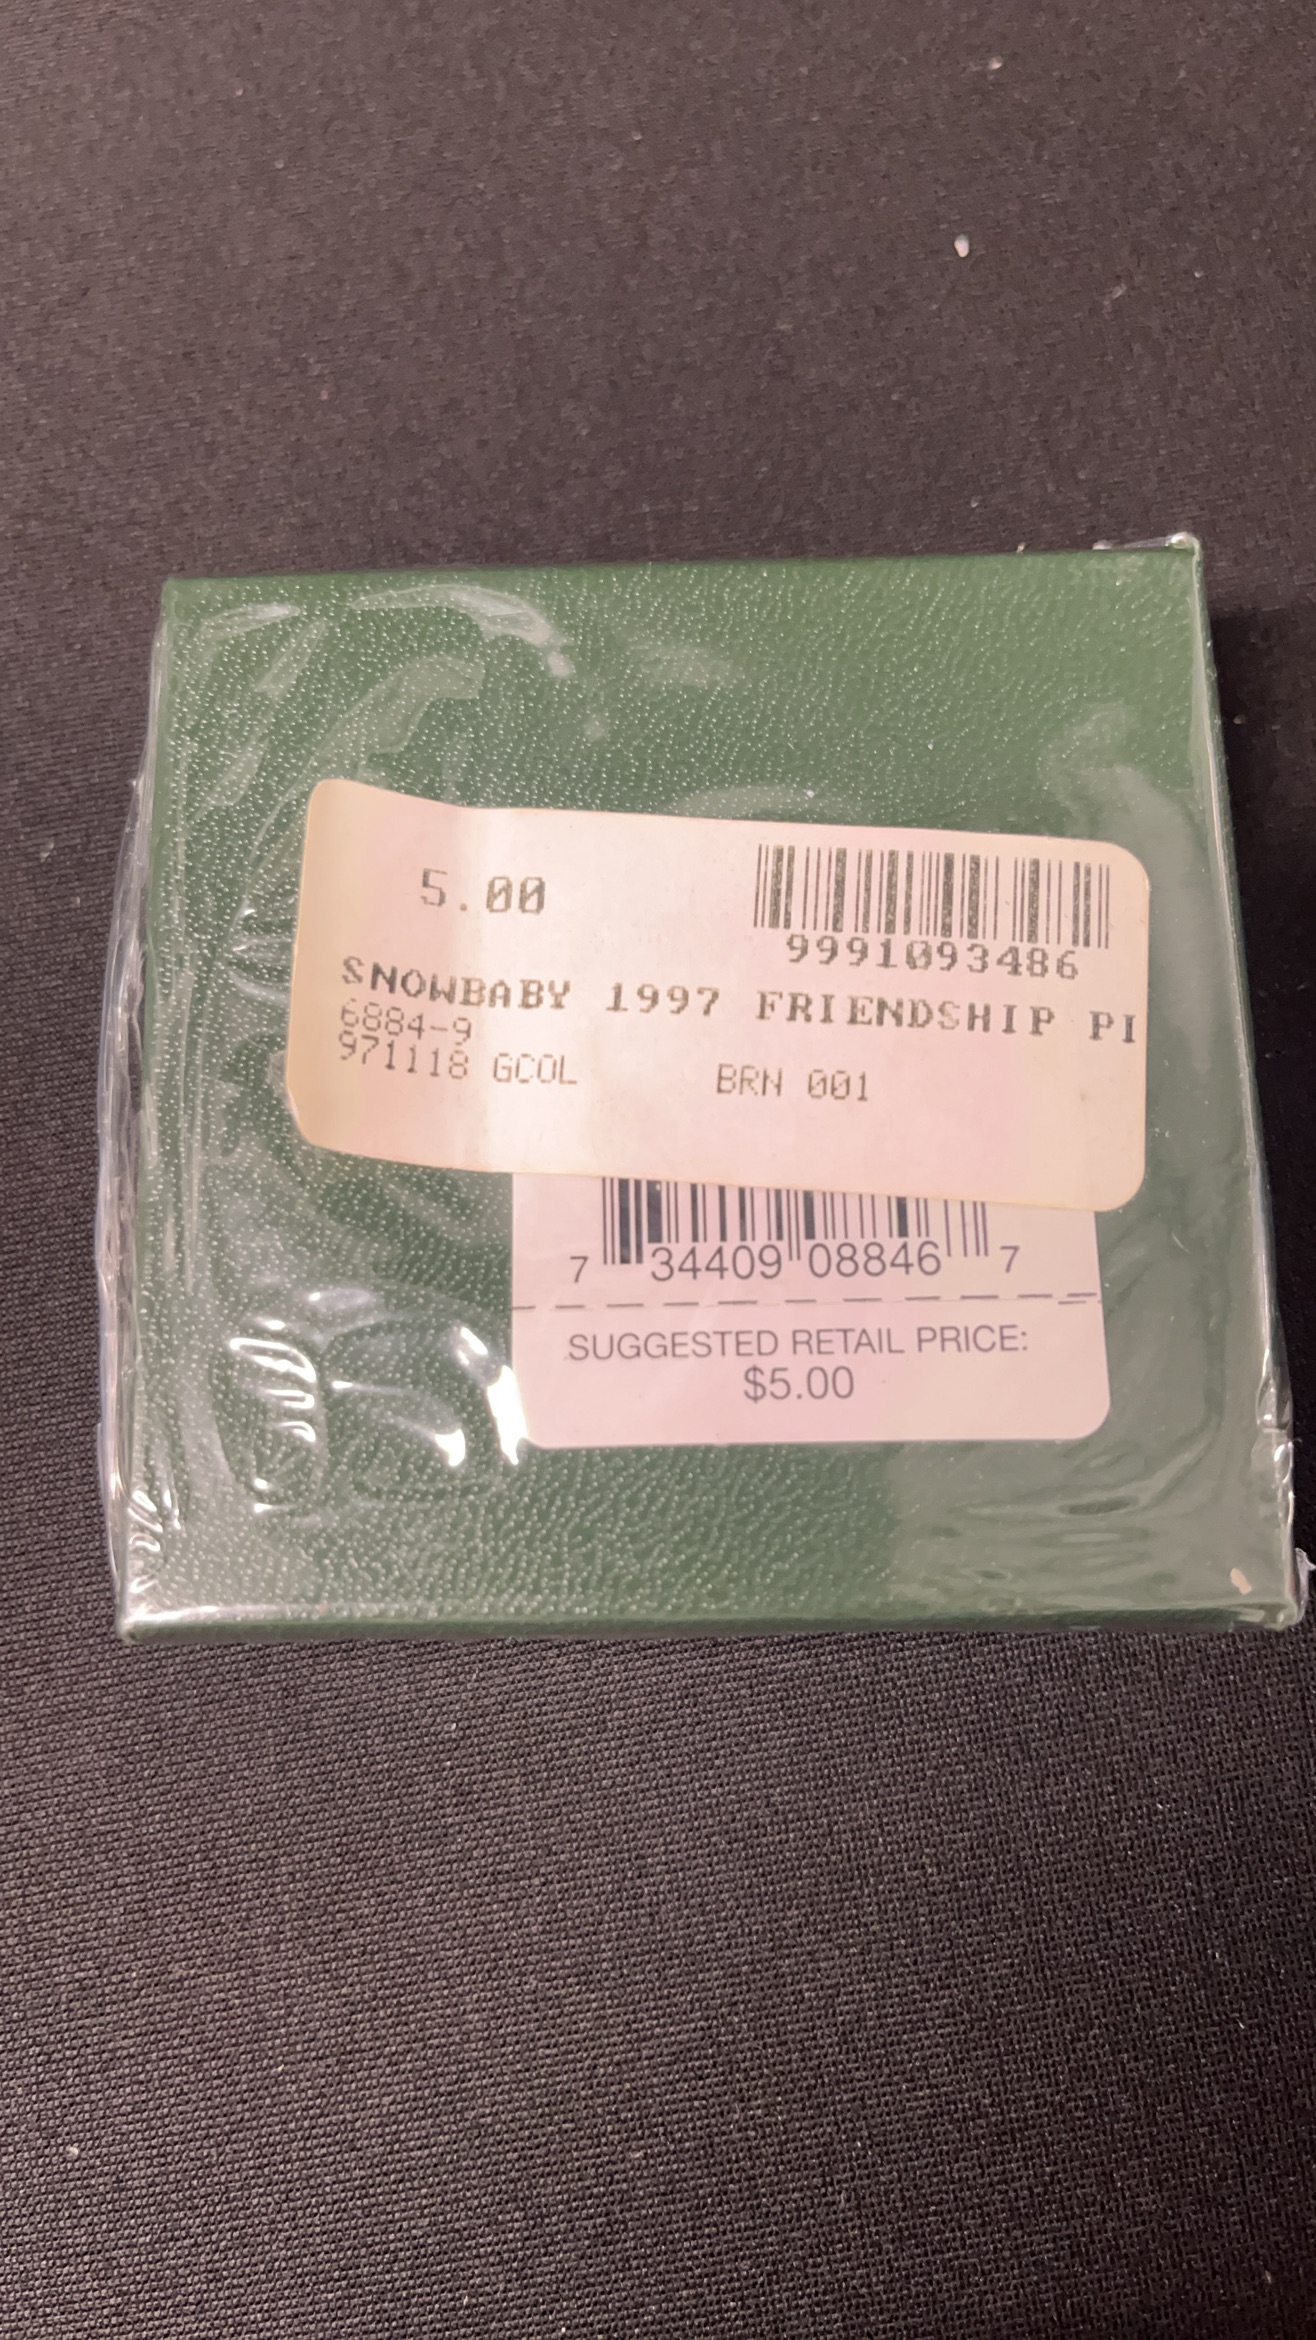 5.00
9991093486
SNOWBABY 1997 FRIENDSHIP PI
6884-9
971118 GCOL BRN 001
7 34409 08846 7
SUGGESTED RETAIL PRICE:
$5.00